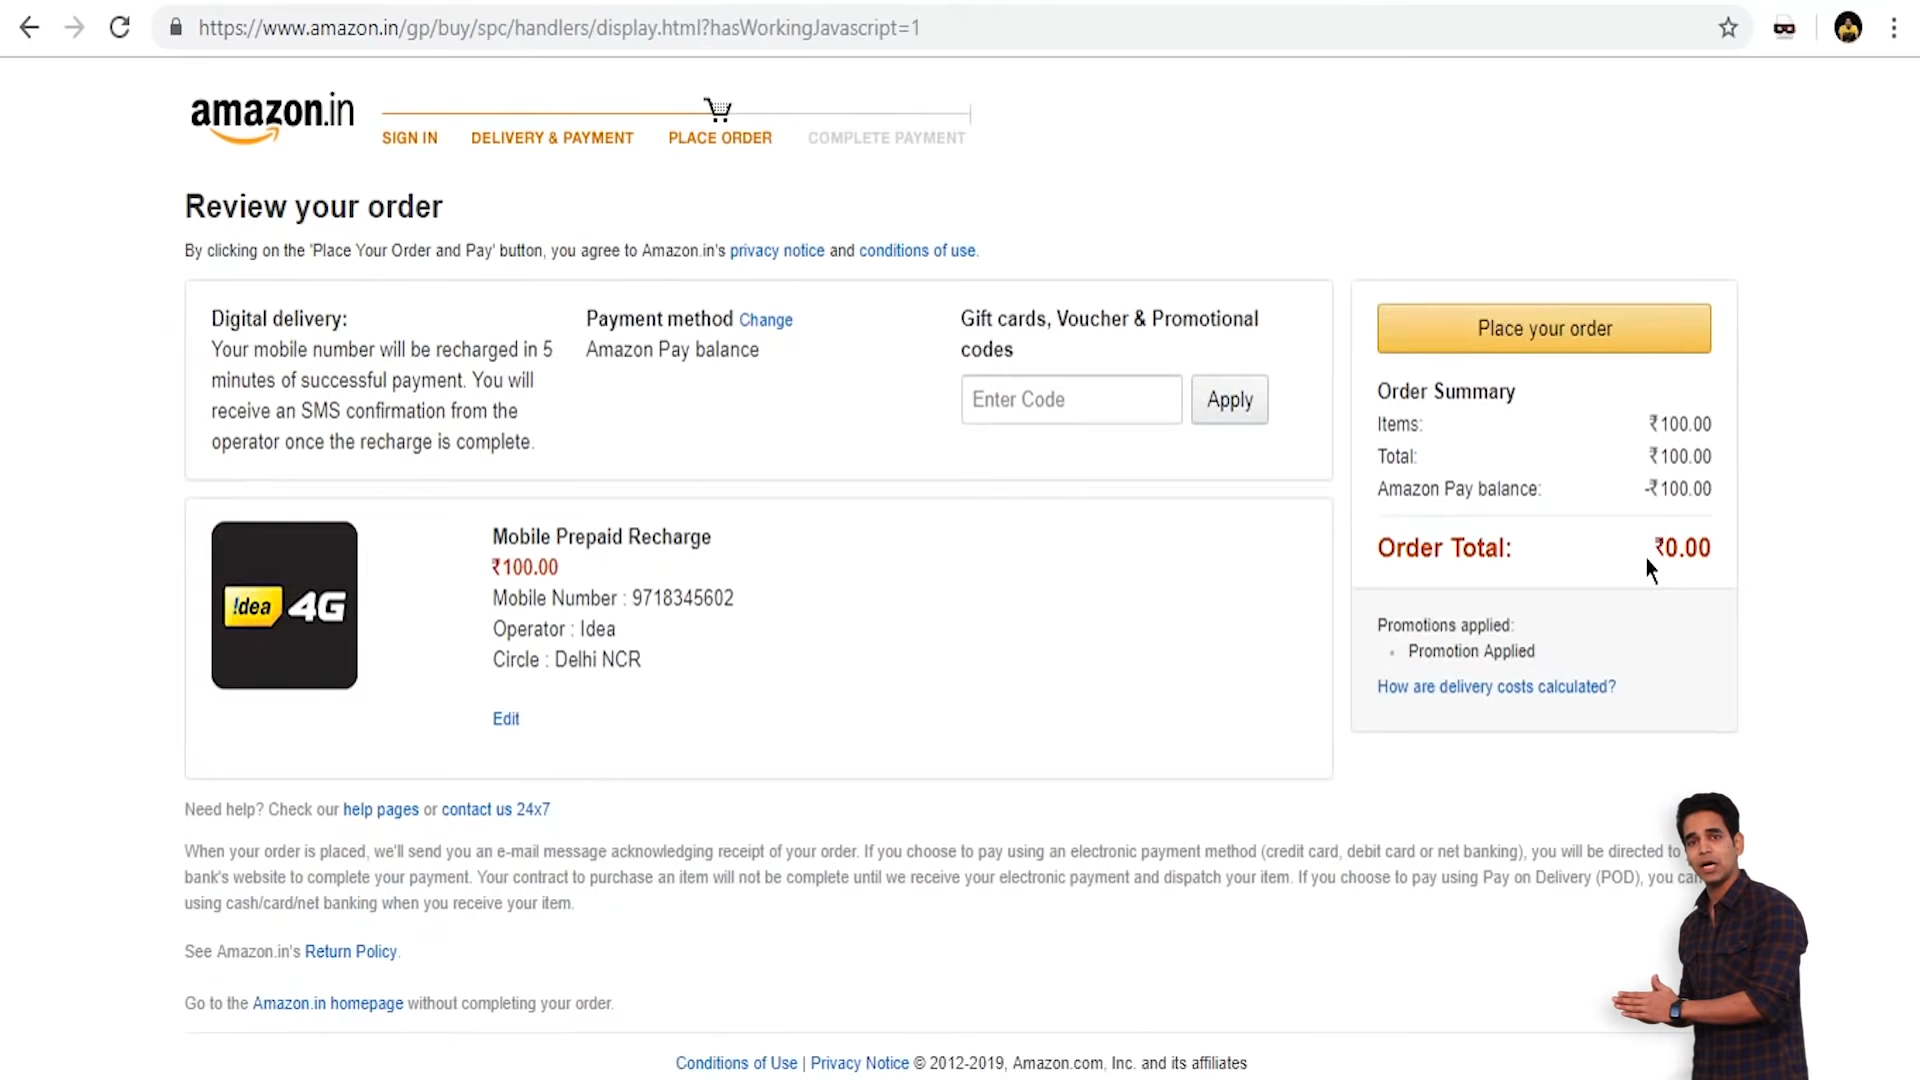 https://www.amazon.in/gp/buy/spc/handlers/display.html?hasWorkingJavascript=1
amazon.in
SIGN IN DELIVERY & PAYMENT PLACE ORDER COMPLETE PAYMENT
Review your order
By clicking on the 'Place Your Order and Pay' button, you agree to Amazon.in's privacy notice and conditions of use.
Digital delivery:
Your mobile number will be recharged in 5
minutes of successful payment. You will
receive an SMS confirmation from the
operator once the recharge is complete.
Payment method Change
Amazon Pay balance
Gift cards, Voucher & Promotional
codes
Enter Code Apply
Place your order
Order Summary
Items: ₹100.00
Total: ₹100.00
Amazon Pay balance: -₹100.00
Order Total: ₹0.00
Promotions applied:
Promotion Applied
How are delivery costs calculated?
!dea 4G
Mobile Prepaid Recharge
₹100.00
Mobile Number : 9718345602
Operator : Idea
Circle : Delhi NCR
Edit
Need help? Check our help pages or contact us 24x7
When your order is placed, we'll send you an e-mail message acknowledging receipt of your order. If you choose to pay using an electronic payment method (credit card, debit card or net banking), you will be directed to
bank's website to complete your payment. Your contract to purchase an item will not be complete until we receive your electronic payment and dispatch your item. If you choose to pay using Pay on Delivery (POD), you can
using cash/card/net banking when you receive your item.
See Amazon.in's Return Policy.
Go to the Amazon.in homepage without completing your order.
Conditions of Use | Privacy Notice © 2012-2019, Amazon.com, Inc. and its affiliates